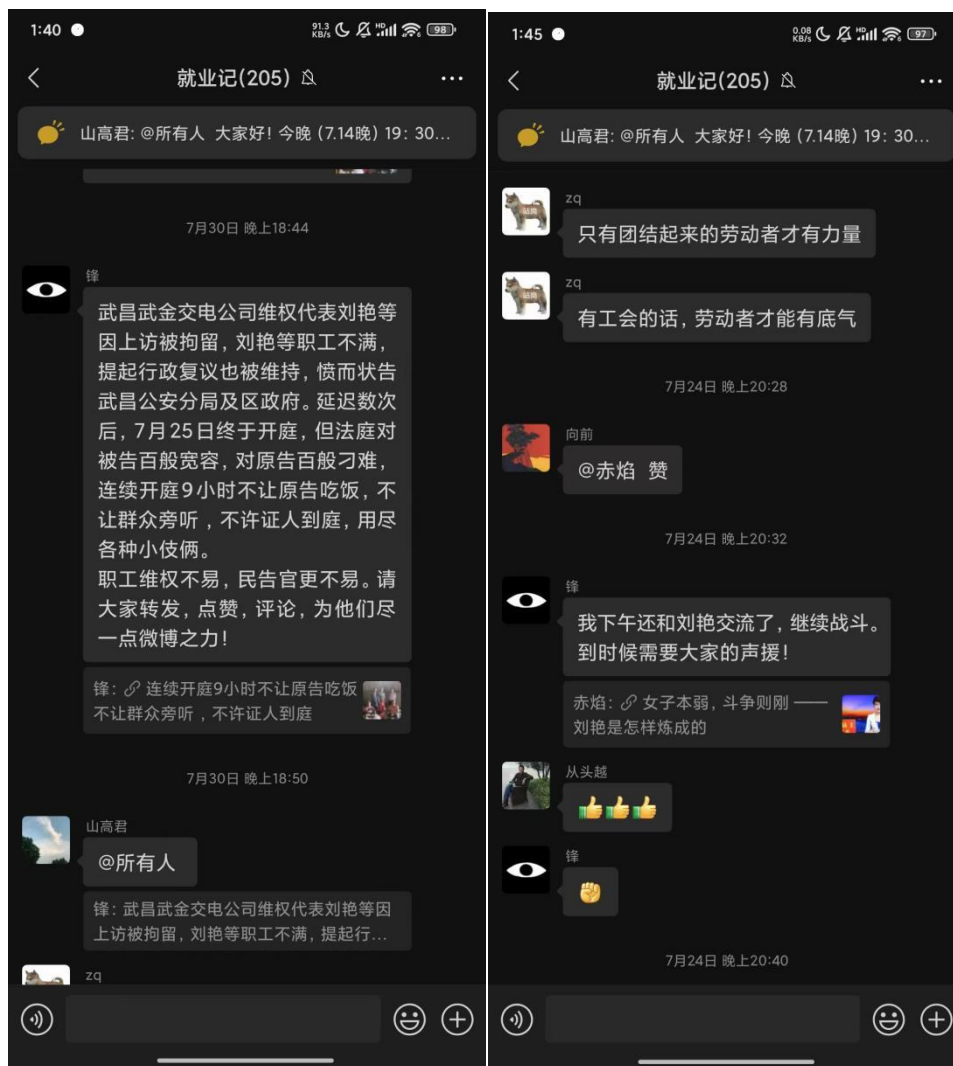 1:40
91.3 KB/s
HD
6
98
就业记(205)
山高君: @所有人 大家好! 今晚 (7.14晚) 19: 30...
7月30日 晚上18:44
锋
武昌武金交电公司维权代表刘艳等
因上访被拘留，刘艳等职工不满，
提起行政复议也被维持，愤而状告
武昌公安分局及区政府。延迟数次
后，7月25日终于开庭，但法庭对
被告百般宽容，对原告百般刁难，
连续开庭9小时不让原告吃饭，不
让群众旁听，不许证人到庭，用尽
各种小伎俩。
职工维权不易，民告官更不易。请
大家转发，点赞，评论，为他们尽
一点微博之力！
锋: 连续开庭9小时不让原告吃饭
不让群众旁听，不许证人到庭
7月30日 晚上18:50
山高君
@所有人
锋: 武昌武金交电公司维权代表刘艳等因
上访被拘留，刘艳等职工不满，提起行...
zq
1:45
0.08 KB/s
HD
6
97
就业记(205)
山高君: @所有人 大家好! 今晚 (7.14晚) 19: 30...
zq
只有团结起来的劳动者才有力量
zq
有工会的话，劳动者才能有底气
7月24日 晚上20:28
向前
@赤焰 赞
7月24日 晚上20:32
锋
我下午还和刘艳交流了，继续战斗。
到时候需要大家的声援！
赤焰: 女子本弱，斗争则刚 ——
刘艳是怎样炼成的
从头越
👍👍👍
锋
✊
7月24日 晚上20:40